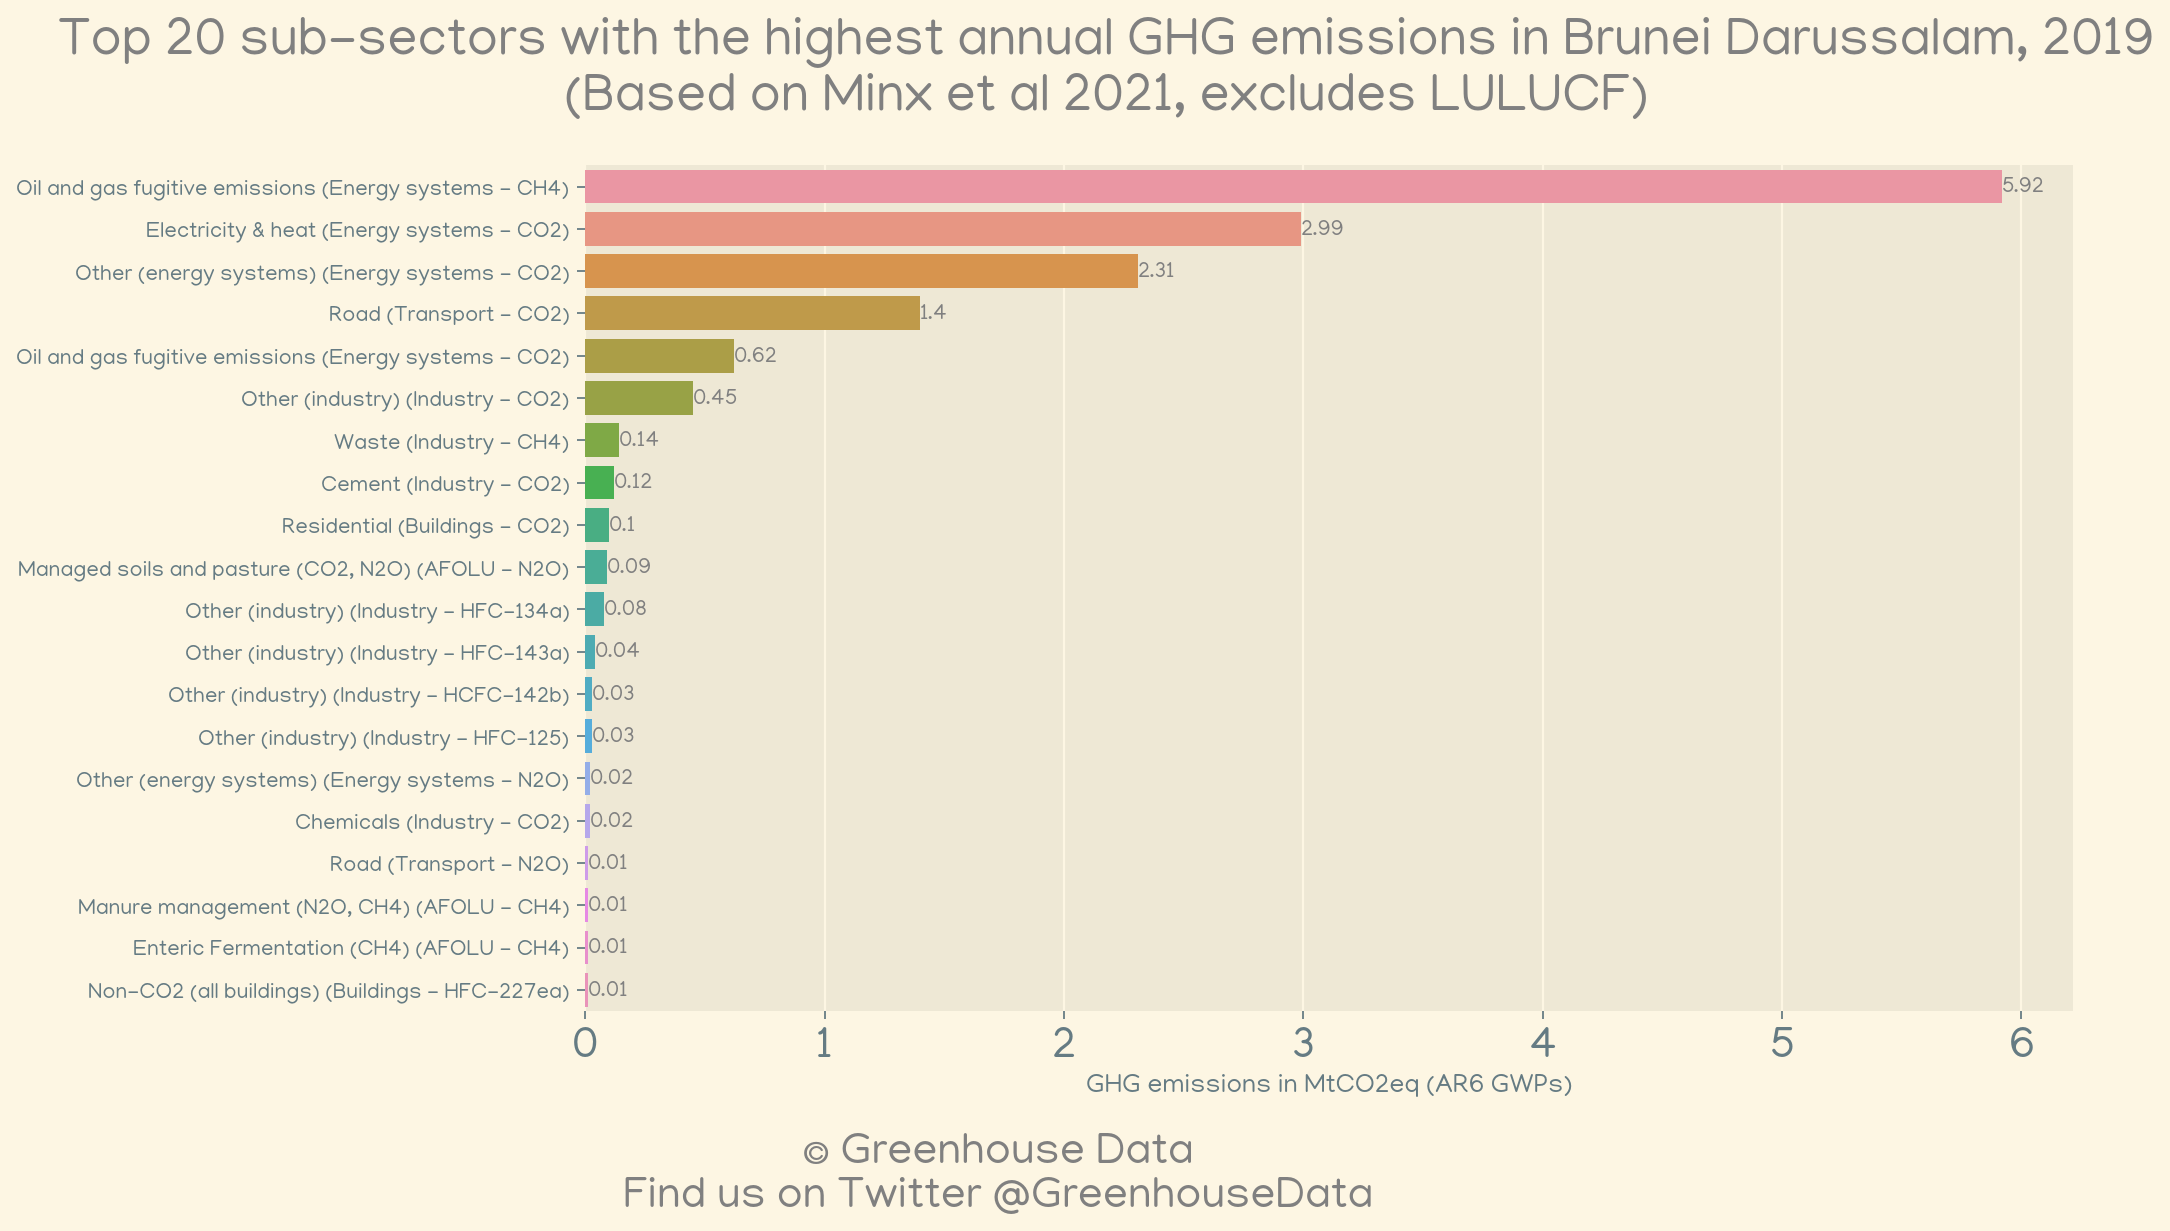 Top 20 sub-sectors with the highest annual GHG emissions in Brunei Darussalam, 2019
(Based on Minx et al 2021, excludes LULUCF)
Oil and gas fugitive emissions (Energy systems - CH4) 5.92
Electricity & heat (Energy systems - CO2) 2.99
Other (energy systems) (Energy systems - CO2) 2.31
Road (Transport - CO2) 1.4
Oil and gas fugitive emissions (Energy systems - CO2) 0.62
Other (industry) (Industry - CO2) 0.45
Waste (Industry - CH4) 0.14
Cement (Industry - CO2) 0.12
Residential (Buildings - CO2) 0.1
Managed soils and pasture (CO2, N2O) (AFOLU - N2O) 0.09
Other (industry) (Industry - HFC-134a) 0.08
Other (industry) (Industry - HFC-143a) 0.04
Other (industry) (Industry - HCFC-142b) 0.03
Other (industry) (Industry - HFC-125) 0.03
Other (energy systems) (Energy systems - N2O) 0.02
Chemicals (Industry - CO2) 0.02
Road (Transport - N2O) 0.01
Manure management (N2O, CH4) (AFOLU - CH4) 0.01
Enteric Fermentation (CH4) (AFOLU - CH4) 0.01
Non-CO2 (all buildings) (Buildings - HFC-227ea) 0.01
0 1 2 3 4 5 6
GHG emissions in MtCO2eq (AR6 GWPs)
© Greenhouse Data
Find us on Twitter @GreenhouseData